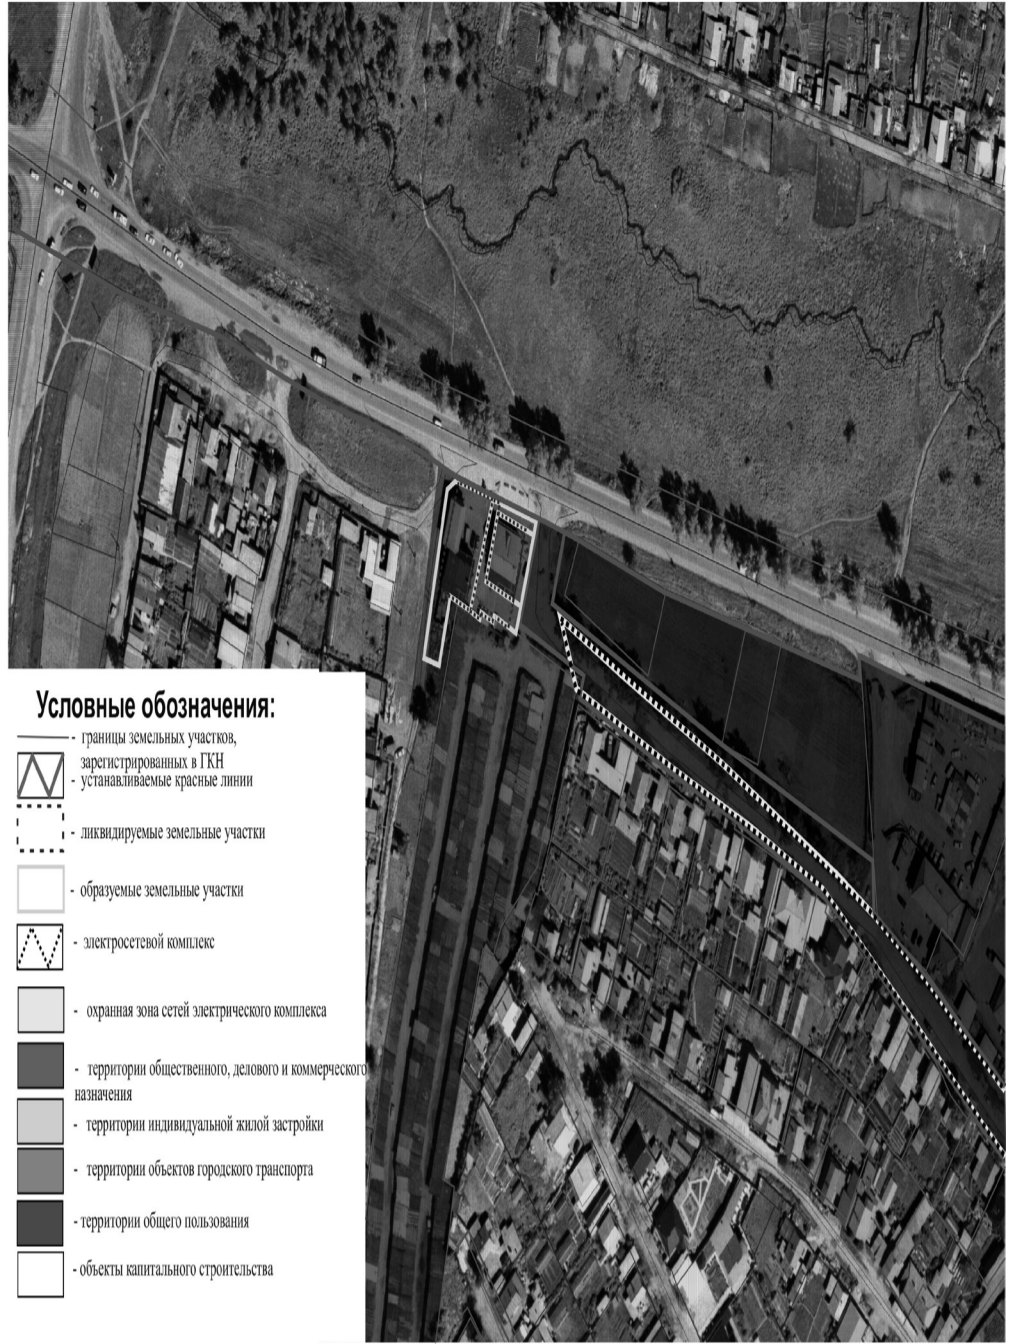 Условные обозначения:
- границы земельных участков,
зарегистрированных в ГКН
- устанавливаемые красные линии
- ликвидируемые земельные участки
- образуемые земельные участки
- электросетевой комплекс
- охранная зона сетей электрического комплекса
- территории общественного, делового и коммерческого
назначения
- территории индивидуальной жилой застройки
- территории объектов городского транспорта
- территории общего пользования
- объекты капитального строительства